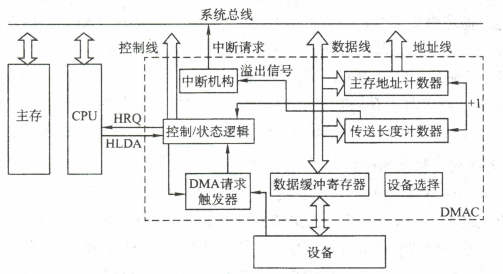 系统总线
控制线
中断请求
数据线
地址线
中断机构
溢出信号
主存地址计数器
主存
CPU
HRQ
HLDA
控制/状态逻辑
传送长度计数器
+1
DMA请求
触发器
数据缓冲寄存器
设备选择
DMAC
设备